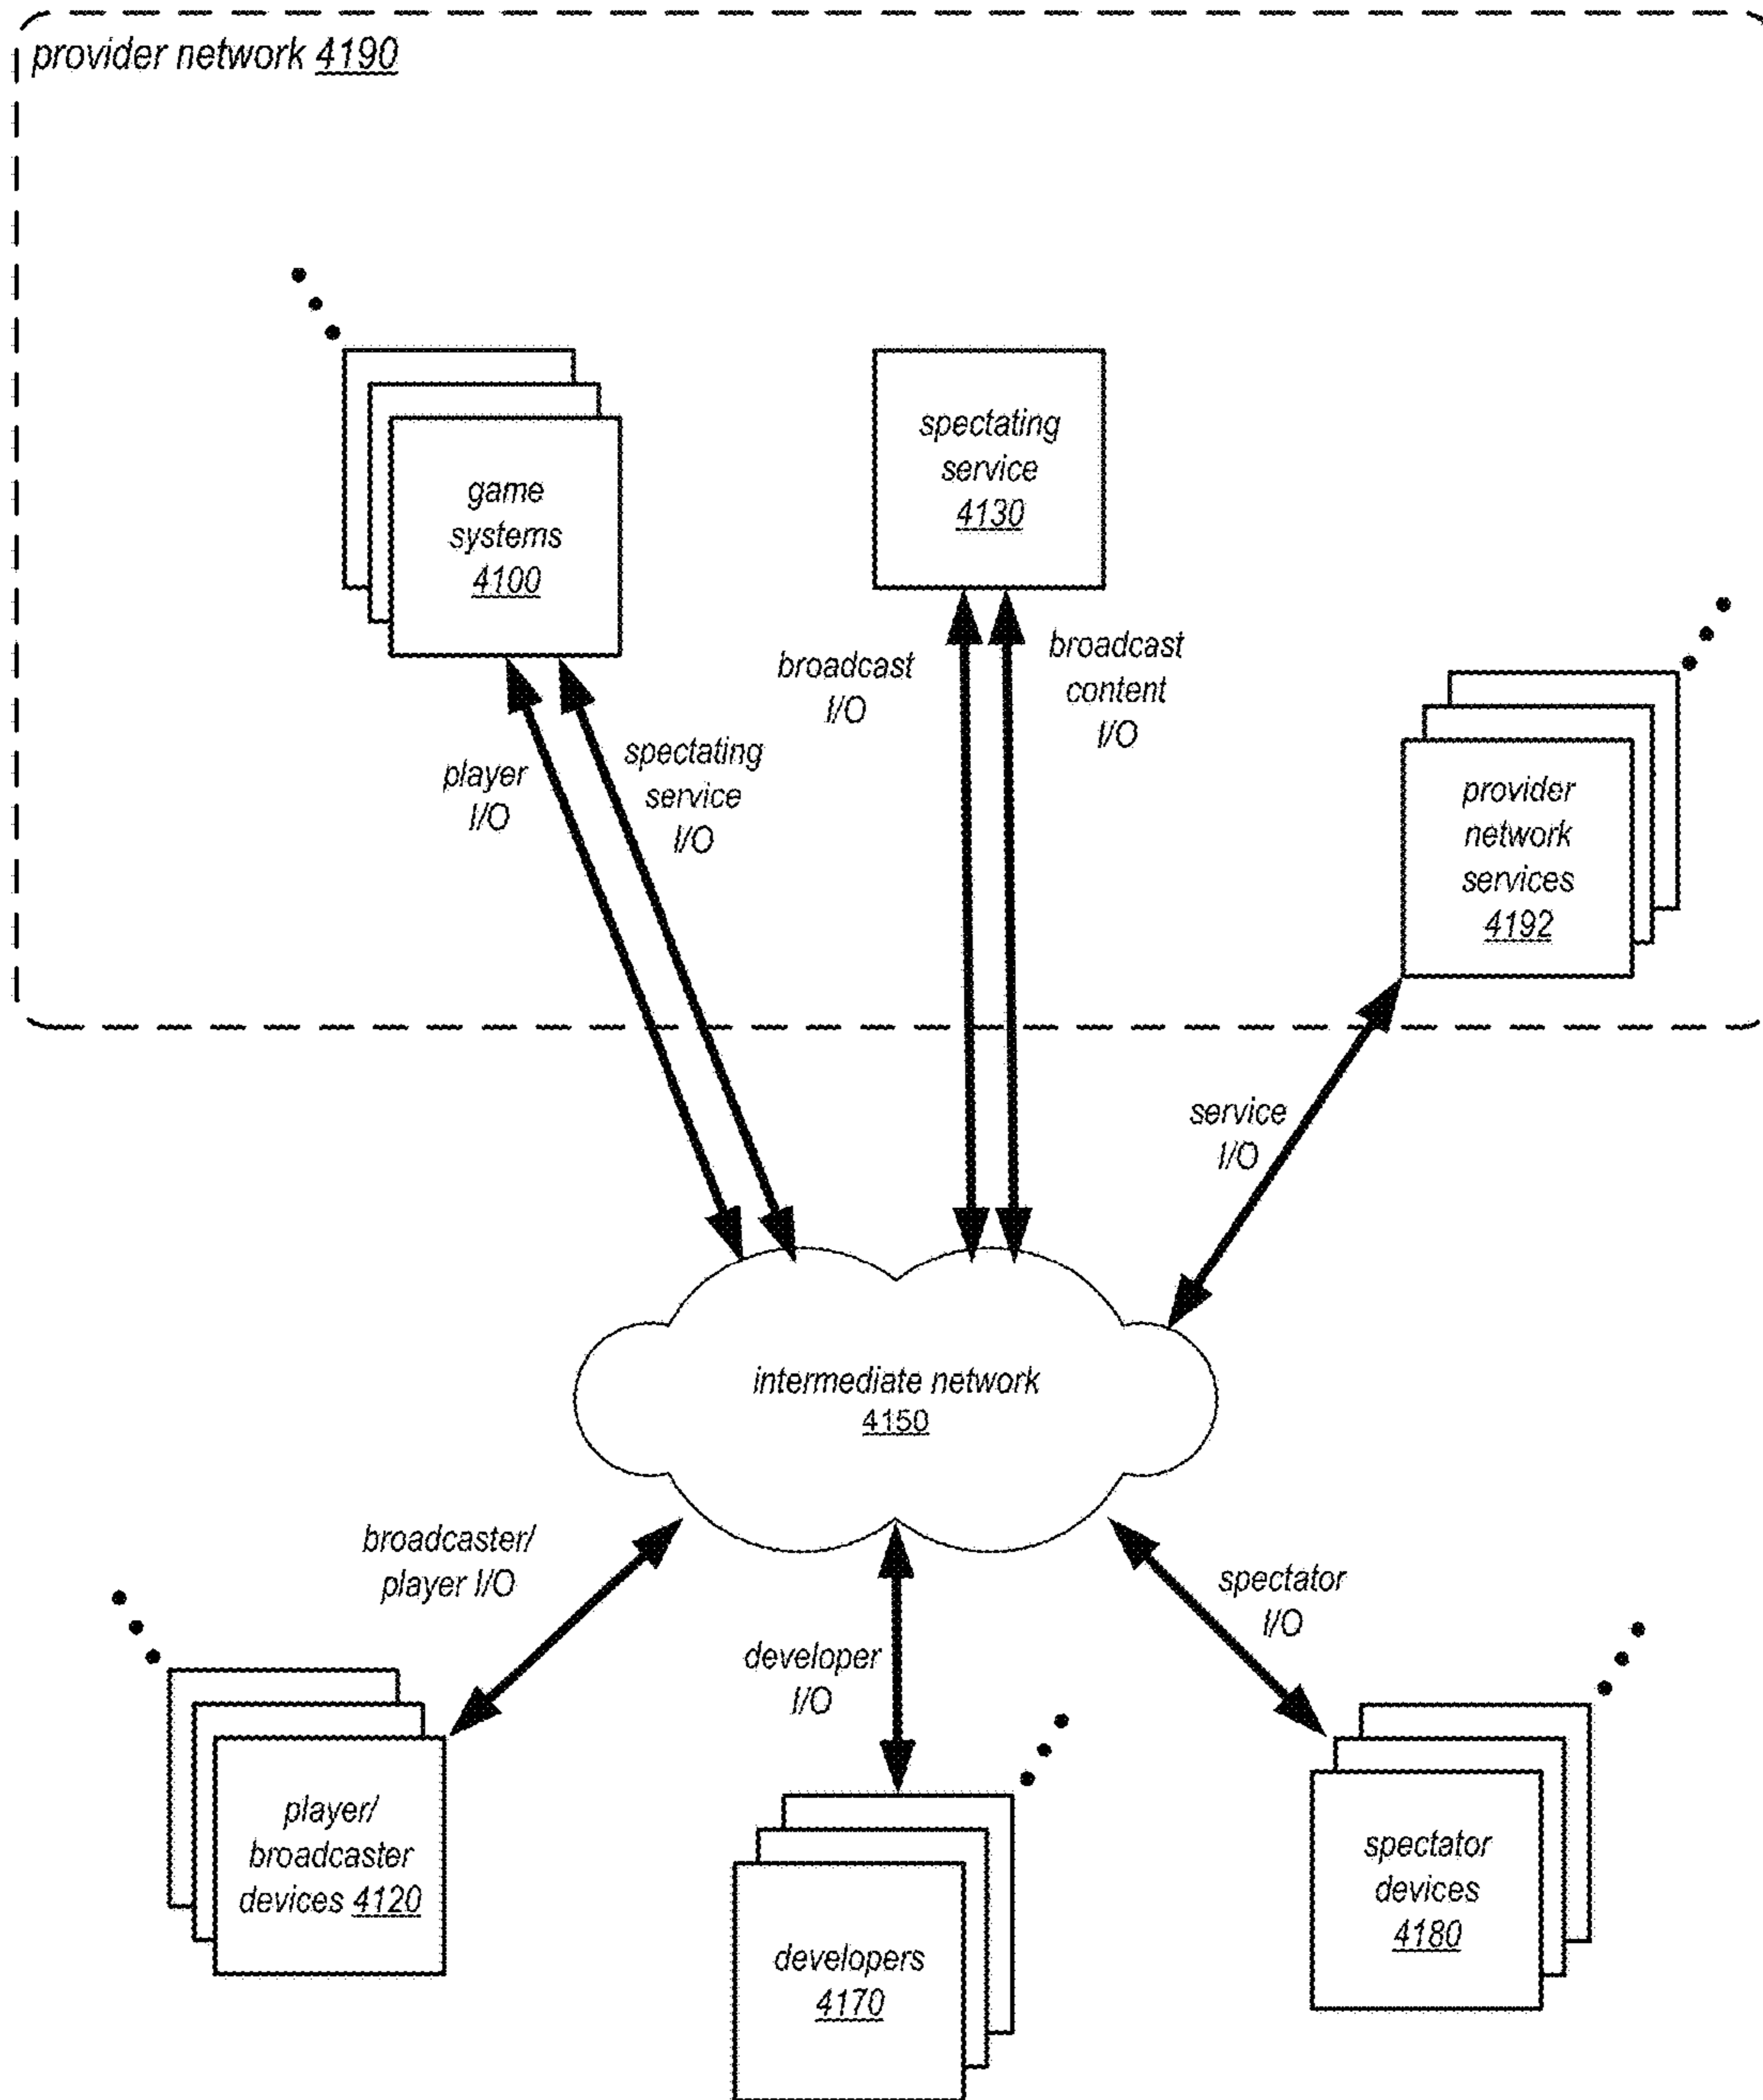 provider network 4190
game
systems
4100
spectating
service
4130
broadcast
I/O
broadcast
content
I/O
player
I/O
spectating
service
I/O
provider
network
services
4192
service
I/O
intermediate network
4150
broadcaster/
player I/O
developer
I/O
spectator
I/O
player/
broadcaster
devices 4120
developers
4170
spectator
devices
4180